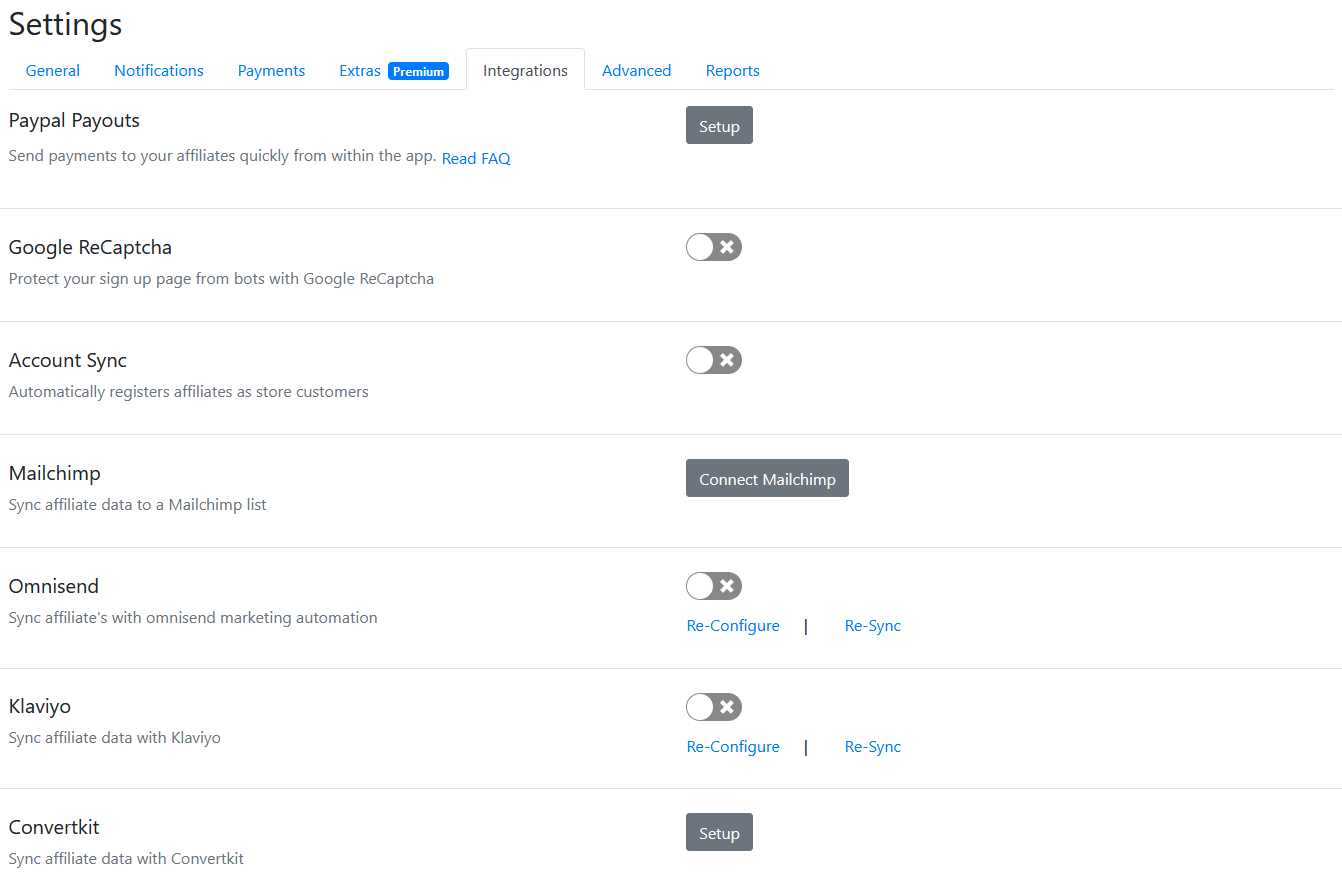 Settings
General Notifications Payments Extras Premium Integrations Advanced Reports
Paypal Payouts
Setup
Send payments to your affiliates quickly from within the app. Read FAQ
Google ReCaptcha
Protect your sign up page from bots with Google ReCaptcha
Account Sync
Automatically registers affiliates as store customers
Mailchimp
Connect Mailchimp
Sync affiliate data to a Mailchimp list
Omnisend
Sync affiliate's with omnisend marketing automation
Re-Configure | Re-Sync
Klaviyo
Sync affiliate data with Klaviyo
Re-Configure | Re-Sync
Convertkit
Setup
Sync affiliate data with Convertkit